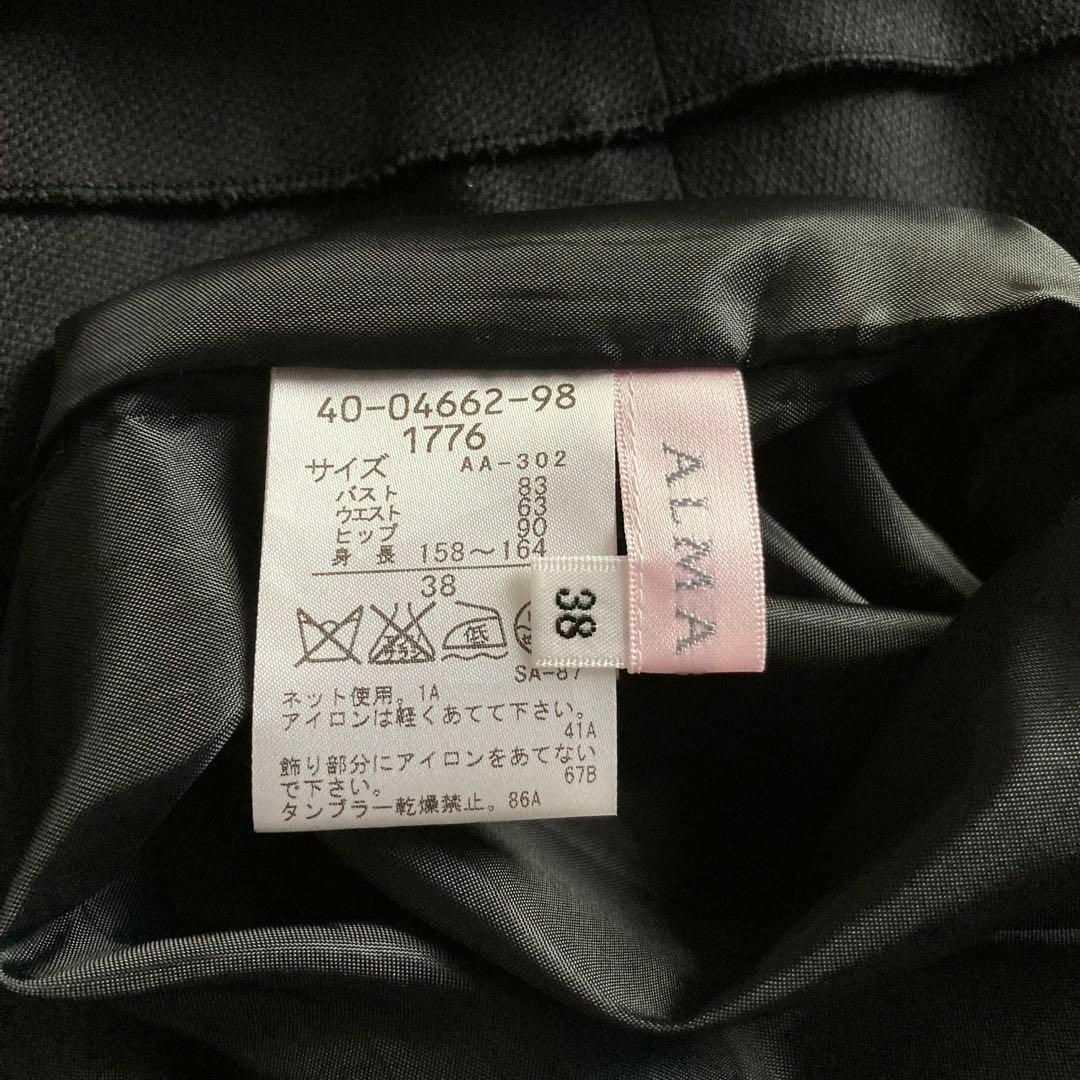 40-04662-98
1776
サイズ AA-302
バスト 83
ウエスト 63
ヒップ 90
身長 158～164
38
低
SA-87
ネット使用。1A
アイロンは軽くあてて下さい。
41A
飾り部分にアイロンをあてない
で下さい。 67B
タンブラー乾燥禁止。86A
38
ALMA